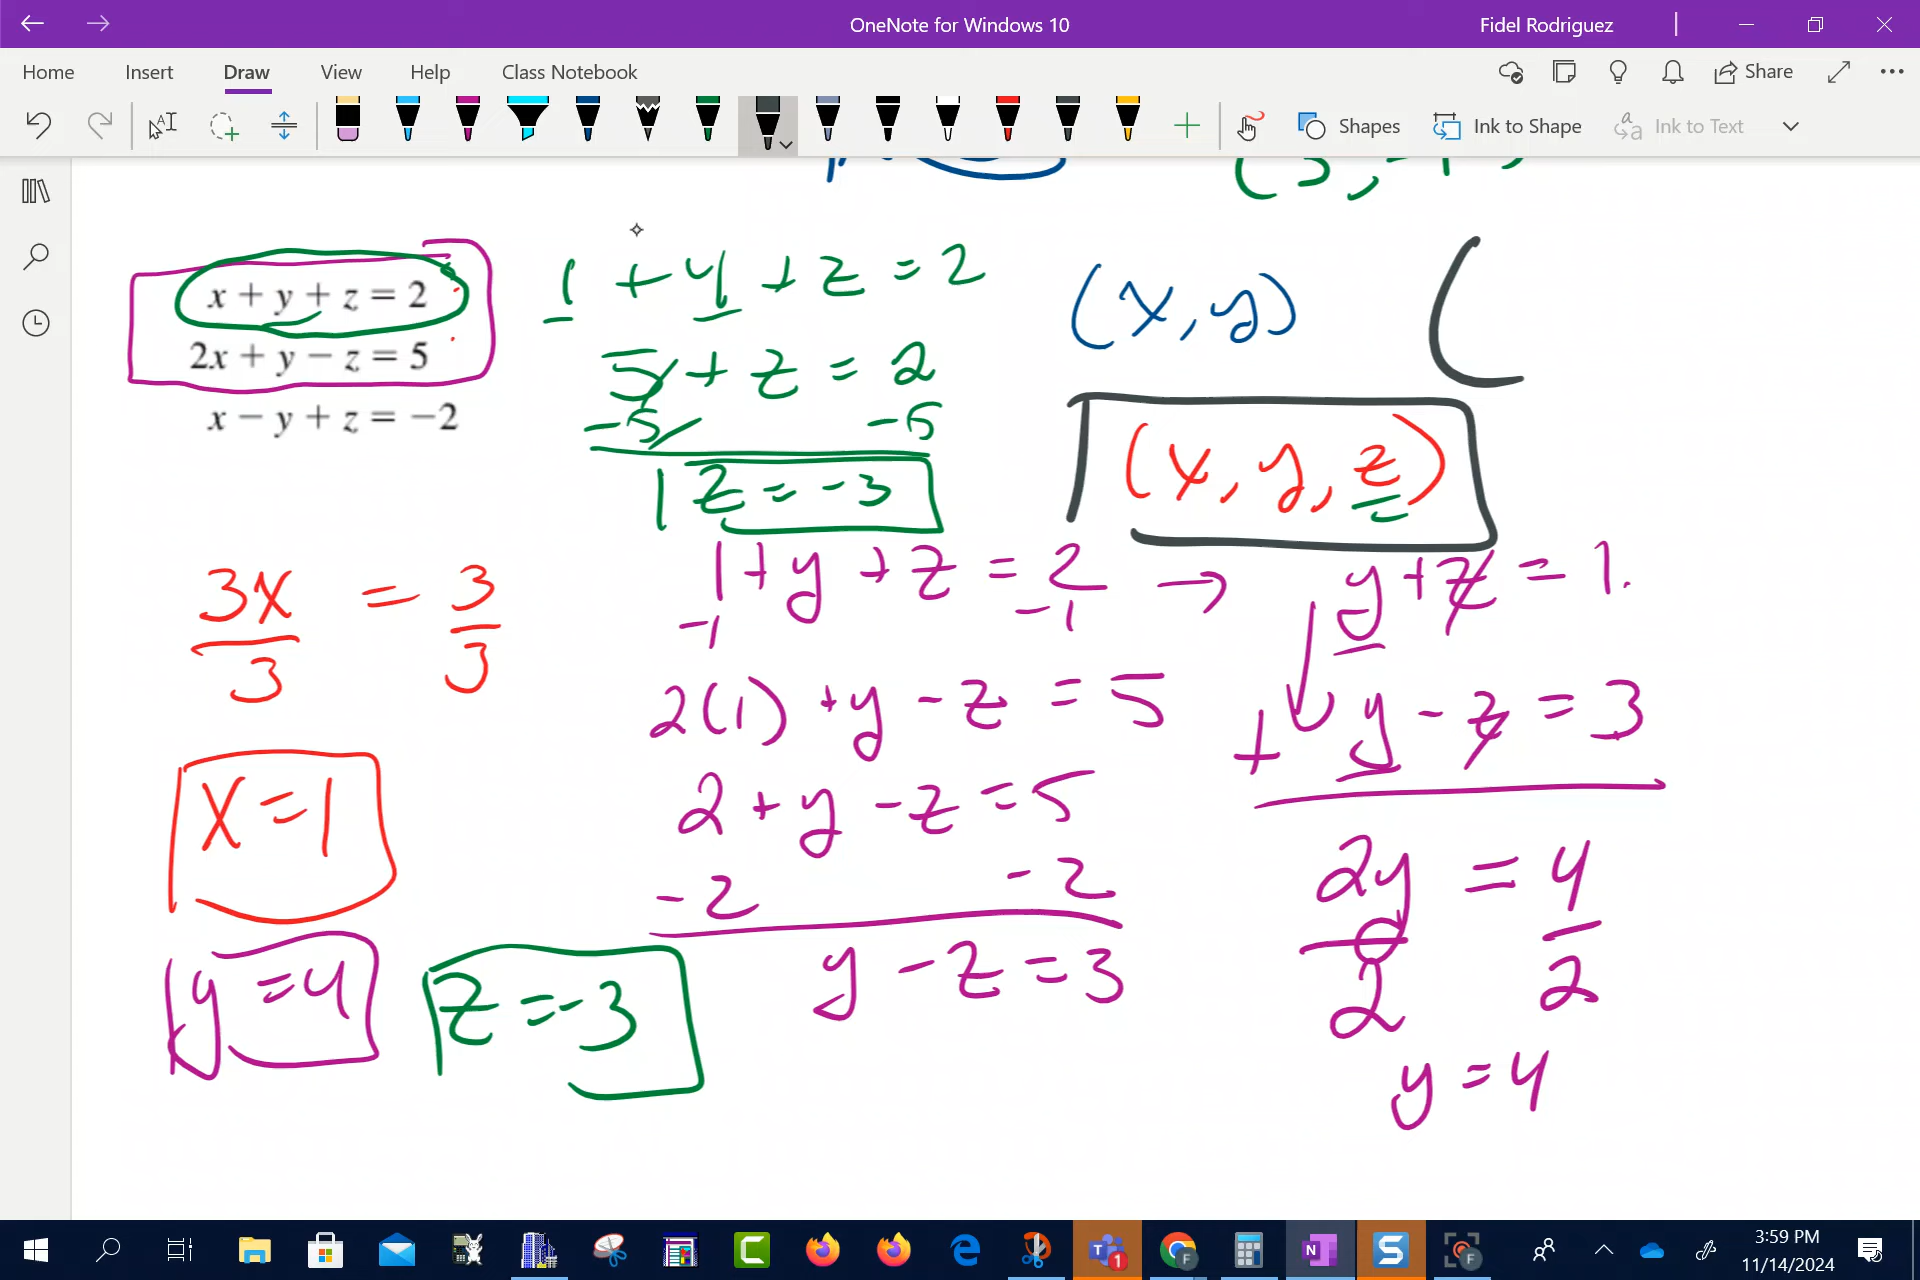 OneNote for Windows 10
Fidel Rodriguez
Home Insert Draw View Help Class Notebook
Share
Shapes Ink to Shape Ink to Text
x + y + z = 2
2x + y − z = 5
x − y + z = −2
3x = 3
3 3
x = 1
y = 4
z = -3
1 + y + z = 2
5 + z = 2
-5 -5
z = -3
(x, y)
(
(x, y, z)
1 + y + z = 2 → y + z = 1.
-1 -1
2(1) + y - z = 5
2 + y - z = 5
-2 -2
y - z = 3
+ y - z = 3
2y = 4
2 2
y = 4
3:59 PM
11/14/2024